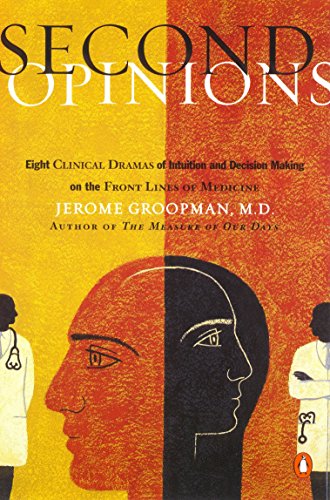 SECOND
OPINIONS
Eight CLINICAL DRAMAS of Intuition and Decision Making
on the FRONT LINES OF MEDICINE
JEROME GROOPMAN, M.D.
AUTHOR OF THE MEASURE OF OUR DAYS